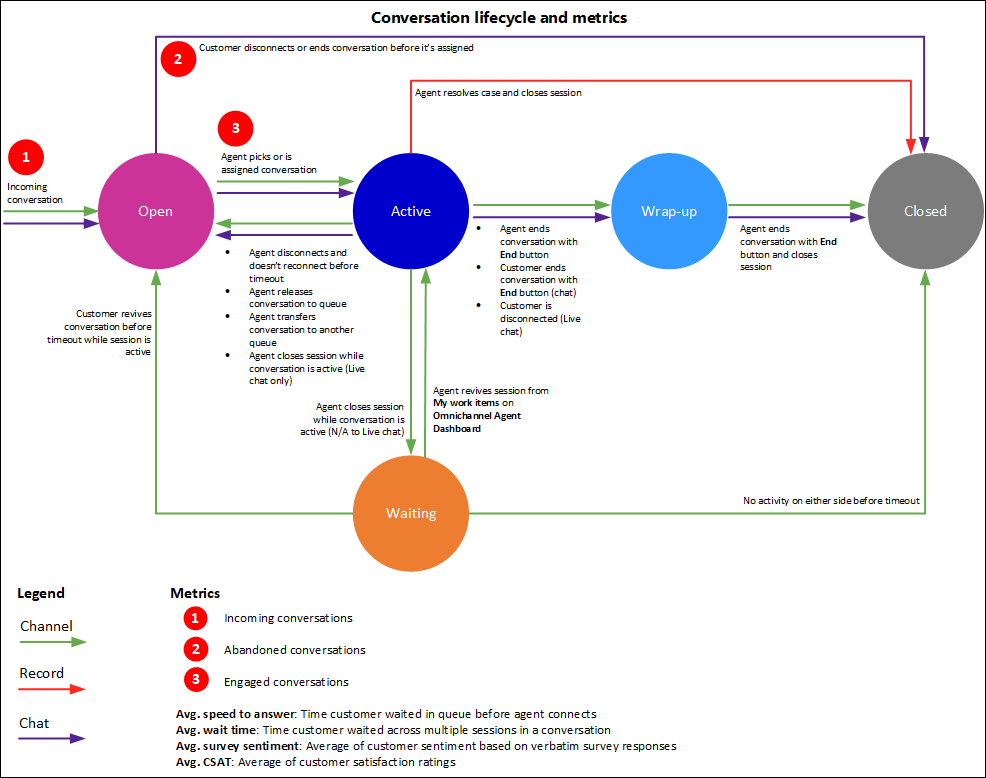 Conversation lifecycle and metrics
2
Customer disconnects or ends conversation before it's assigned
Agent resolves case and closes session
3
1
Agent picks or is
assigned conversation
Incoming
conversation
Open
Active
Wrap-up
Closed
• Agent disconnects and
doesn't reconnect before
timeout
• Agent releases
conversation to queue
• Agent transfers
conversation to another
queue
• Agent closes session while
conversation is active (Live
chat only)
• Agent ends
conversation with
End button
• Customer ends
conversation with
End button (chat)
• Customer is
disconnected (Live
chat)
Agent ends
conversation with End
button and closes
session
Customer revives
conversation before
timeout while session is
active
Agent closes session
while conversation is
active (N/A to Live chat)
Agent revives session from
My work items on
Omnichannel Agent
Dashboard
Waiting
No activity on either side before timeout
Legend
Channel
Record
Chat
Metrics
1 Incoming conversations
2 Abandoned conversations
3 Engaged conversations
Avg. speed to answer: Time customer waited in queue before agent connects
Avg. wait time: Time customer waited across multiple sessions in a conversation
Avg. survey sentiment: Average of customer sentiment based on verbatim survey responses
Avg. CSAT: Average of customer satisfaction ratings